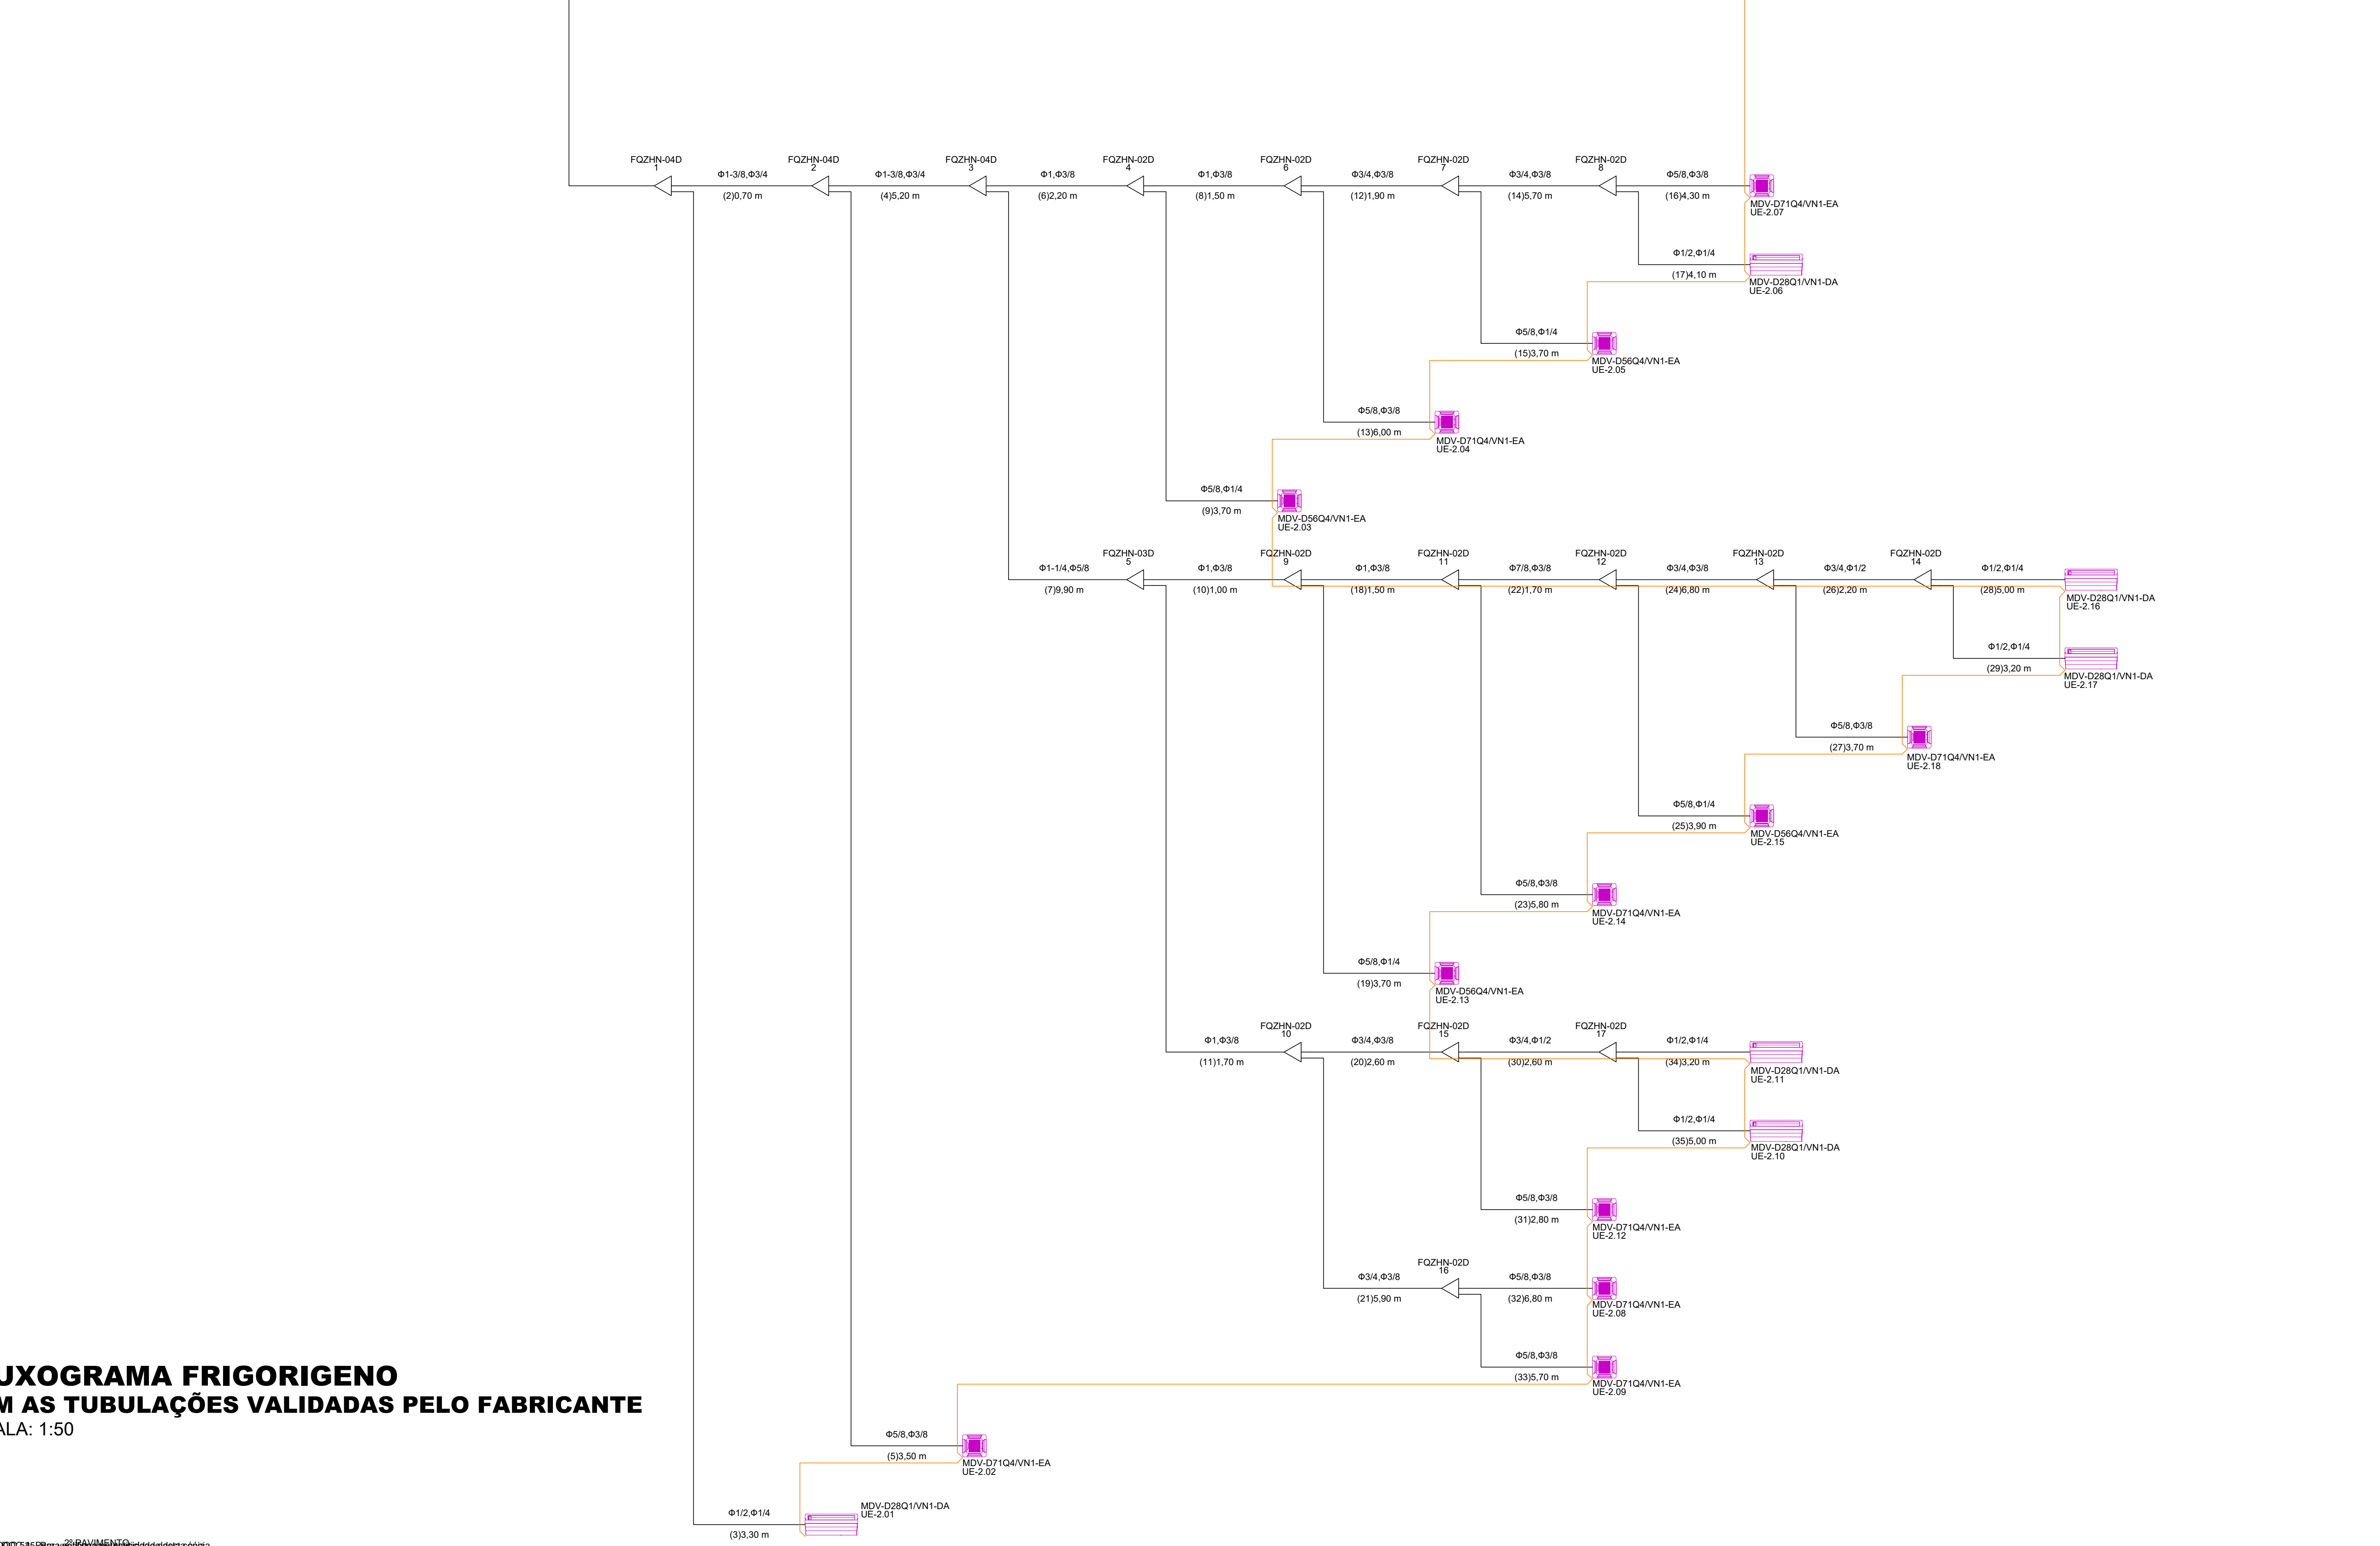 FQZHN-04D
1
Φ1-3/8,Φ3/4
(2)0,70 m
FQZHN-04D
2
Φ1-3/8,Φ3/4
(4)5,20 m
FQZHN-04D
3
Φ1,Φ3/8
(6)2,20 m
FQZHN-02D
4
Φ1,Φ3/8
(8)1,50 m
FQZHN-02D
6
Φ3/4,Φ3/8
(12)1,90 m
FQZHN-02D
7
Φ3/4,Φ3/8
(14)5,70 m
FQZHN-02D
8
Φ5/8,Φ3/8
(16)4,30 m
MDV-D71Q4/VN1-EA
UE-2.07
Φ1/2,Φ1/4
(17)4,10 m
MDV-D28Q1/VN1-DA
UE-2.06
Φ5/8,Φ1/4
(15)3,70 m
MDV-D56Q4/VN1-EA
UE-2.05
Φ5/8,Φ3/8
(13)6,00 m
MDV-D71Q4/VN1-EA
UE-2.04
Φ5/8,Φ1/4
(9)3,70 m
MDV-D56Q4/VN1-EA
UE-2.03
Φ1-1/4,Φ5/8
(7)9,90 m
FQZHN-03D
5
Φ1,Φ3/8
(10)1,00 m
FQZHN-02D
9
Φ1,Φ3/8
(18)1,50 m
FQZHN-02D
11
Φ7/8,Φ3/8
(22)1,70 m
FQZHN-02D
12
Φ3/4,Φ3/8
(24)6,80 m
FQZHN-02D
13
Φ3/4,Φ1/2
(26)2,20 m
FQZHN-02D
14
Φ1/2,Φ1/4
(28)5,00 m
MDV-D28Q1/VN1-DA
UE-2.16
Φ1/2,Φ1/4
(29)3,20 m
MDV-D28Q1/VN1-DA
UE-2.17
Φ5/8,Φ3/8
(27)3,70 m
MDV-D71Q4/VN1-EA
UE-2.18
Φ5/8,Φ1/4
(25)3,90 m
MDV-D56Q4/VN1-EA
UE-2.15
Φ5/8,Φ3/8
(23)5,80 m
MDV-D71Q4/VN1-EA
UE-2.14
Φ5/8,Φ1/4
(19)3,70 m
MDV-D56Q4/VN1-EA
UE-2.13
Φ1,Φ3/8
(11)1,70 m
FQZHN-02D
10
Φ3/4,Φ3/8
(20)2,60 m
FQZHN-02D
15
Φ3/4,Φ1/2
(30)2,60 m
FQZHN-02D
17
Φ1/2,Φ1/4
(34)3,20 m
MDV-D28Q1/VN1-DA
UE-2.11
Φ1/2,Φ1/4
(35)5,00 m
MDV-D28Q1/VN1-DA
UE-2.10
Φ5/8,Φ3/8
(31)2,80 m
MDV-D71Q4/VN1-EA
UE-2.12
Φ3/4,Φ3/8
(21)5,90 m
FQZHN-02D
16
Φ5/8,Φ3/8
(32)6,80 m
MDV-D71Q4/VN1-EA
UE-2.08
Φ5/8,Φ3/8
(33)5,70 m
MDV-D71Q4/VN1-EA
UE-2.09
Φ5/8,Φ3/8
(5)3,50 m
MDV-D71Q4/VN1-EA
UE-2.02
Φ1/2,Φ1/4
(3)3,30 m
MDV-D28Q1/VN1-DA
UE-2.01
UXOGRAMA FRIGORIGENO
M AS TUBULAÇÕES VALIDADAS PELO FABRICANTE
ALA: 1:50
2º PAVIMENTO